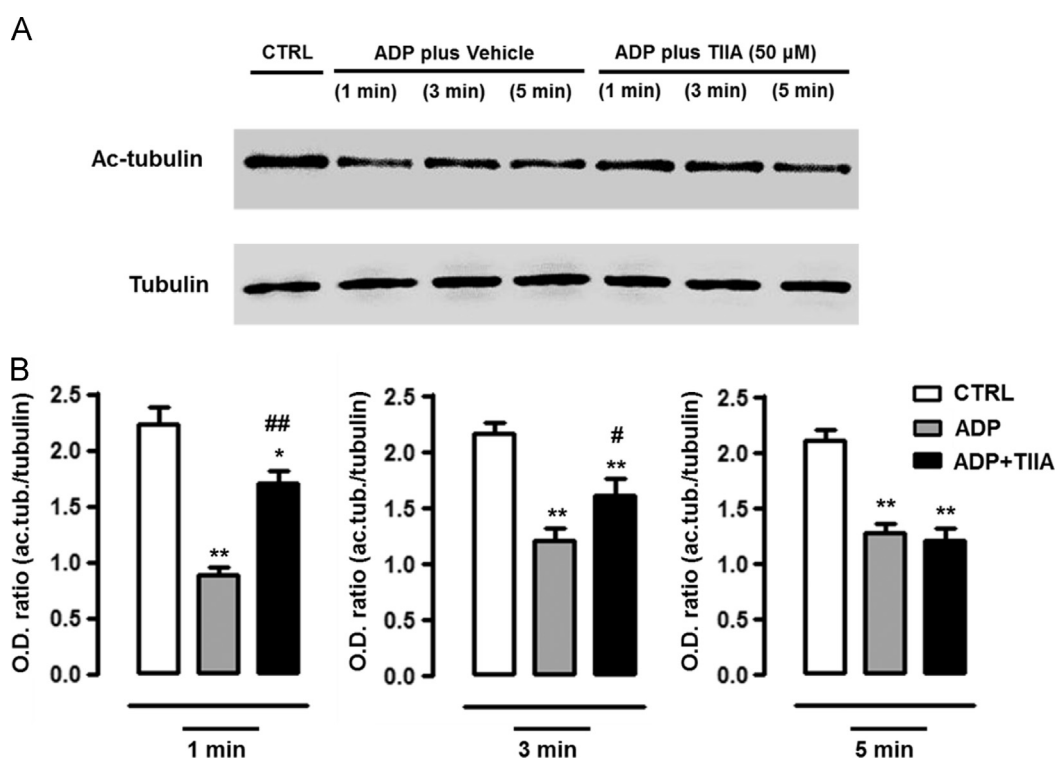 A
CTRL ADP plus Vehicle ADP plus TIIA (50 µM)
(1 min) (3 min) (5 min) (1 min) (3 min) (5 min)
Ac-tubulin
Tubulin
B
O.D. ratio (ac.tub./tubulin)
2.5
2.0
1.5
1.0
0.5
0.0
**
##
*
1 min
O.D. ratio (ac.tub./tubulin)
2.5
2.0
1.5
1.0
0.5
0.0
**
#
**
3 min
O.D. ratio (ac.tub./tubulin)
2.5
2.0
1.5
1.0
0.5
0.0
**
**
5 min
CTRL
ADP
ADP+TIIA